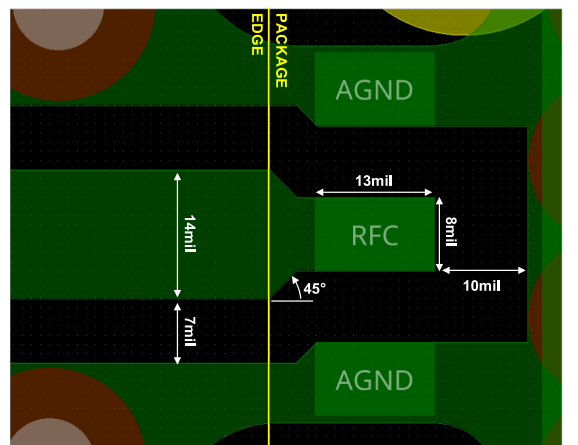 PACKAGE
EDGE
AGND
13mil
14mil
RFC
8mil
45°
10mil
7mil
AGND